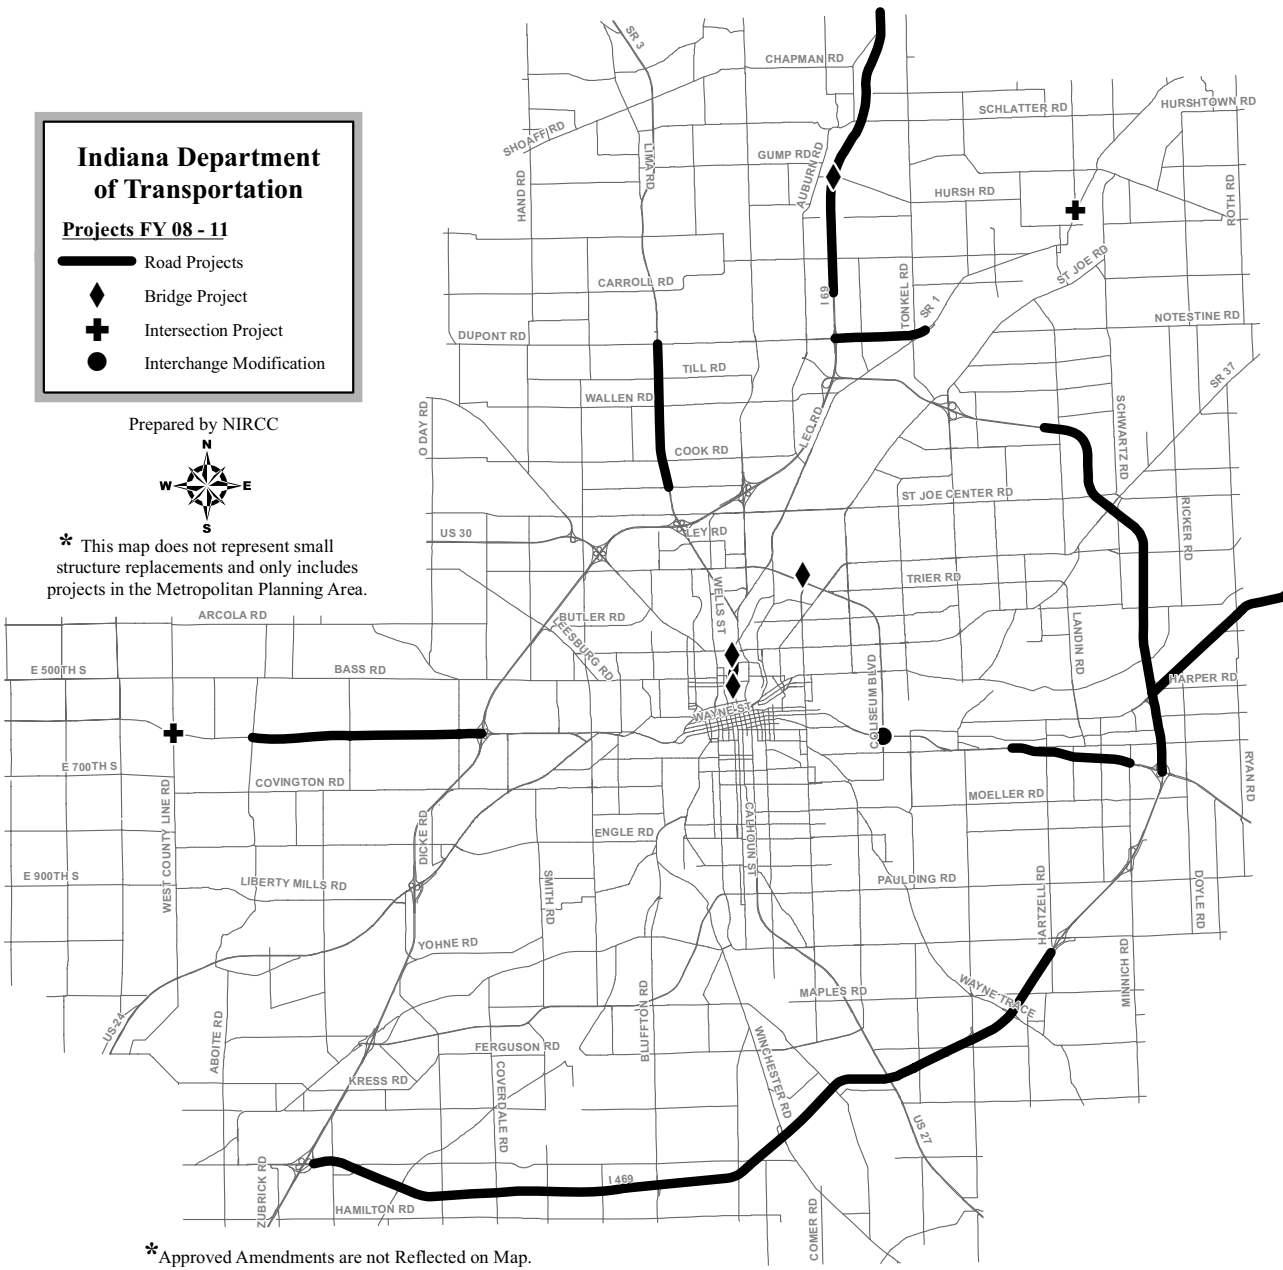 Indiana Department
of Transportation
Projects FY 08 - 11
Road Projects
Bridge Project
Intersection Project
Interchange Modification
Prepared by NIRCC
N
W E
S
* This map does not represent small
structure replacements and only includes
projects in the Metropolitan Planning Area.
SR 3
CHAPMAN RD
SCHLATTER RD
HURSHTOWN RD
SHOAFF RD
LIMA RD
GUMP RD
AUBURN RD
HAND RD
HURSH RD
ROTH RD
CARROLL RD
I 69
TONKEL RD
SR 1
ST JOE RD
DUPONT RD
NOTESTINE RD
TILL RD
SR 37
WALLEN RD
O DAY RD
LEO RD
SCHWARTZ RD
COOK RD
ST JOE CENTER RD
RICKER RD
US 30
LEY RD
TRIER RD
WELLS ST
ARCOLA RD
BUTLER RD
LEESBURG RD
LANDIN RD
E 500TH S
BASS RD
COLISEUM BLVD
HARPER RD
WAYNE ST
E 700TH S
COVINGTON RD
WEST COUNTY LINE RD
MOELLER RD
RYAN RD
DICKE RD
ENGLE RD
CALHOUN ST
E 900TH S
LIBERTY MILLS RD
SMITH RD
PAULDING RD
HARTZELL RD
DOYLE RD
YOHNE RD
MINNICH RD
BLUFFTON RD
MAPLES RD
WAYNE TRACE
US-24
ABOITE RD
FERGUSON RD
WINCHESTER RD
KRESS RD
COVERDALE RD
US 27
I 469
ZUBRICK RD
HAMILTON RD
COMER RD
*Approved Amendments are not Reflected on Map.